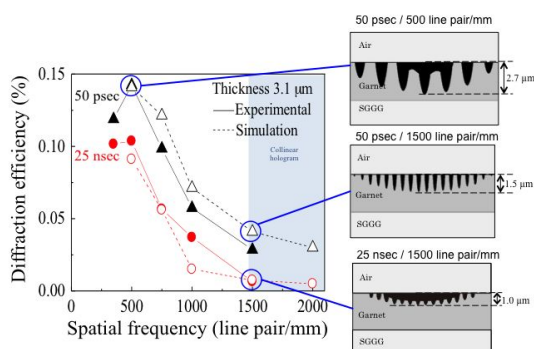 50 psec / 500 line pair/mm
Air
Garnet
SGGG
2.7 μm
50 psec / 1500 line pair/mm
Air
Garnet
SGGG
1.5 μm
25 nsec / 1500 line pair/mm
Air
Garnet
SGGG
1.0 μm
Diffraction efficiency (%)
0.15
0.10
0.05
0.00
50 psec
25 nsec
Thickness 3.1 μm
Experimental
Simulation
Collinear
hologram
0 500 1000 1500 2000
Spatial frequency (line pair/mm)